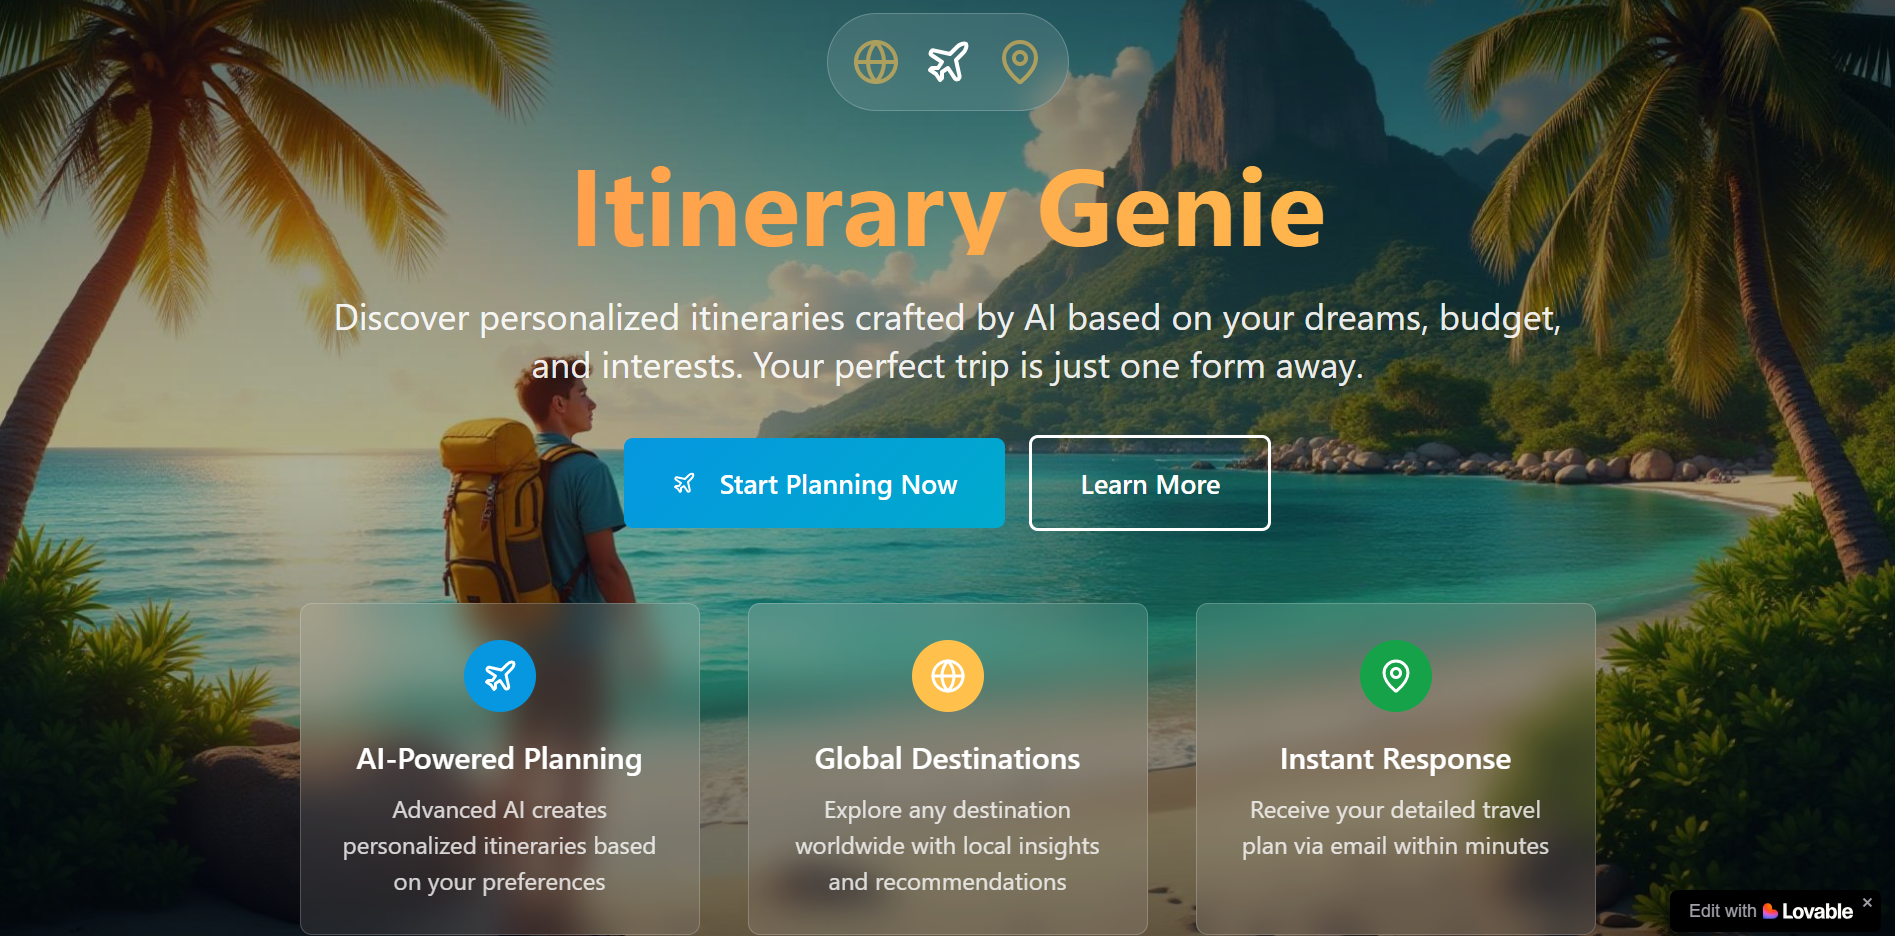 Itinerary Genie
Discover personalized itineraries crafted by AI based on your dreams, budget,
and interests. Your perfect trip is just one form away.
Start Planning Now
Learn More
AI-Powered Planning
Advanced AI creates
personalized itineraries based
on your preferences
Global Destinations
Explore any destination
worldwide with local insights
and recommendations
Instant Response
Receive your detailed travel
plan via email within minutes
Edit with Lovable